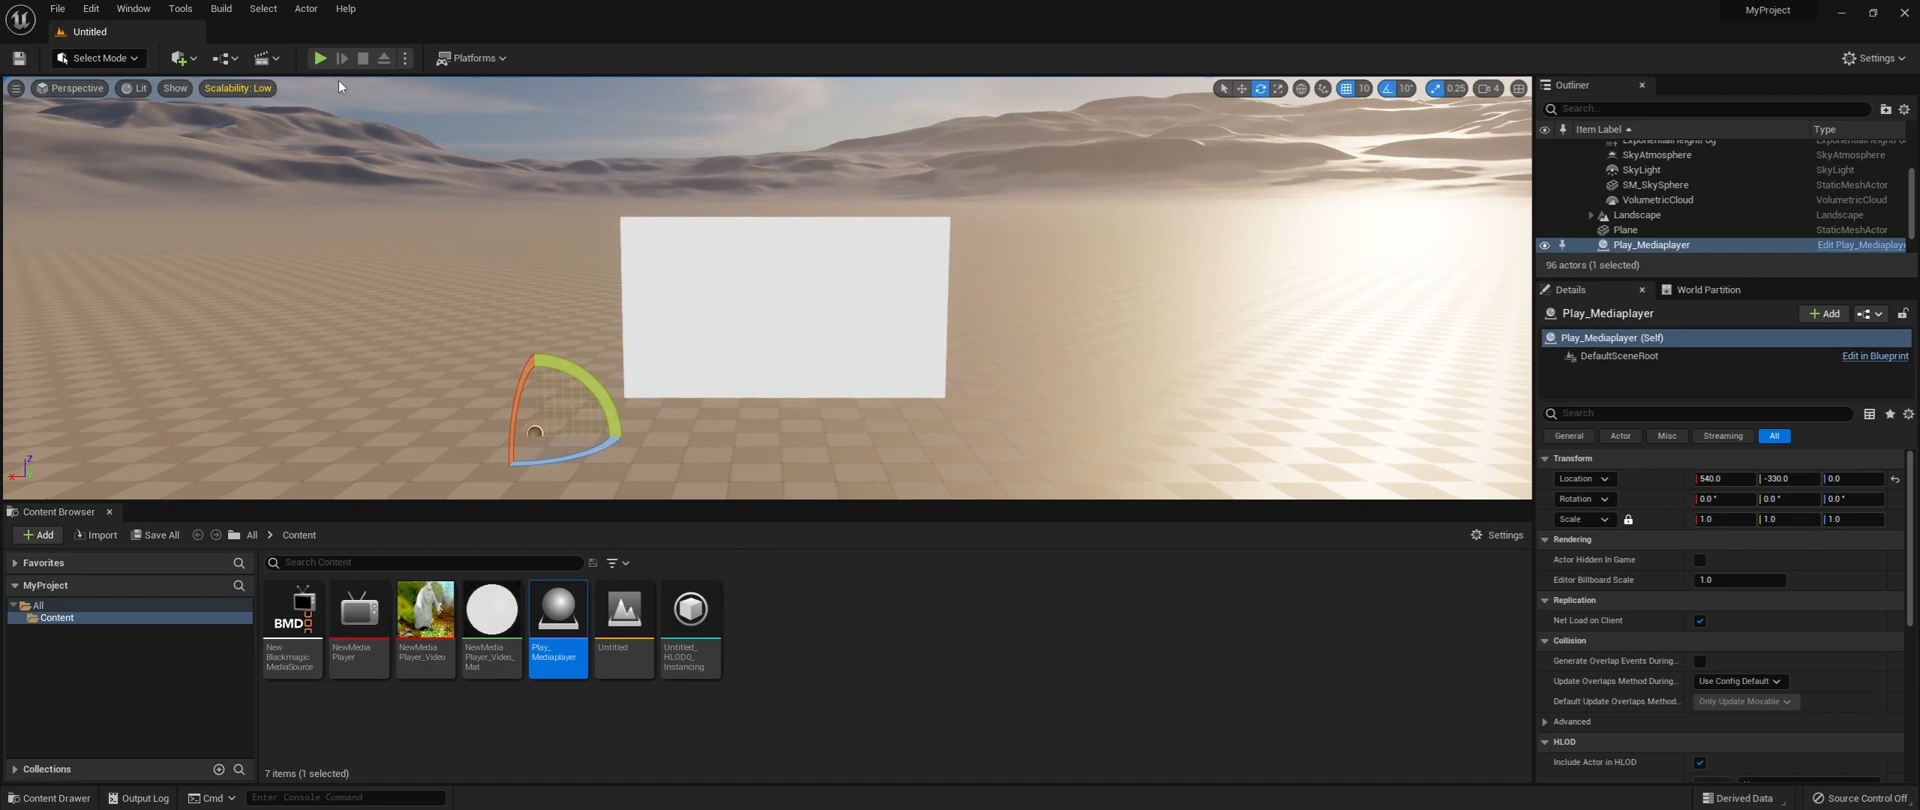 File Edit Window Tools Build Select Actor Help
MyProject
Untitled
Select Mode
Platforms
Settings
Perspective Lit Show Scalability: Low
10 10° 0.25 4
Outliner
Search...
Item Label Type
ExponentialHeightFog
SkyAtmosphere SkyAtmosphere
SkyLight SkyLight
SM_SkySphere StaticMeshActor
VolumetricCloud VolumetricCloud
Landscape Landscape
Plane StaticMeshActor
Play_Mediaplayer Edit Play_Mediaplaye
96 actors (1 selected)
Details World Partition
Play_Mediaplayer Add
Play_Mediaplayer (Self)
DefaultSceneRoot Edit in Blueprint
Search
General Actor Misc Streaming All
Transform
Location 540.0 -330.0 0.0
Rotation 0.0° 0.0° 0.0°
Scale 1.0 1.0 1.0
Rendering
Actor Hidden In Game
Editor Billboard Scale 1.0
Replication
Net Load on Client
Collision
Generate Overlap Events During...
Update Overlaps Method During... Use Config Default
Default Update Overlaps Method... Only Update Movable
Advanced
HLOD
Include Actor in HLOD
Z
X
Content Browser
Add Import Save All All Content Settings
Favorites
Search Content
MyProject
All
Content
BMD
New
Blackmagic
MediaSource
NewMedia
Player
NewMedia
Player_Video
NewMedia
Player_Video_
Mat
Play_
Mediaplayer
Untitled
Untitled_
HLOD0_
Instancing
Collections
7 items (1 selected)
Content Drawer Output Log Cmd Enter Console Command Derived Data Source Control Off